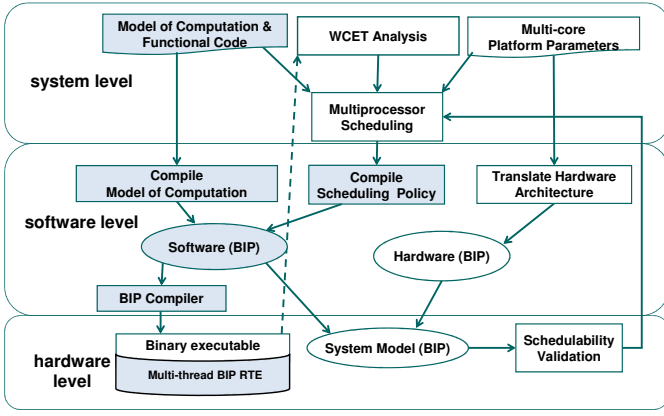 Model of Computation &
Functional Code
WCET Analysis
Multi-core
Platform Parameters
system level
Multiprocessor
Scheduling
Compile
Model of Computation
Compile
Scheduling Policy
Translate Hardware
Architecture
software level
Software (BIP)
Hardware (BIP)
BIP Compiler
hardware
level
Binary executable
Multi-thread BIP RTE
System Model (BIP)
Schedulability
Validation